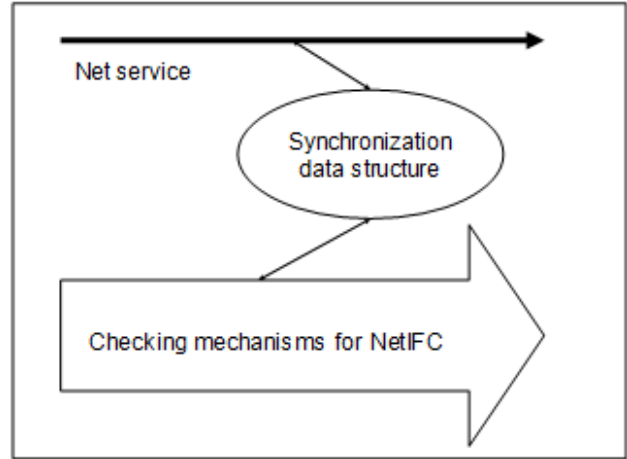 Net service
Synchronization
data structure
Checking mechanisms for NetIFC